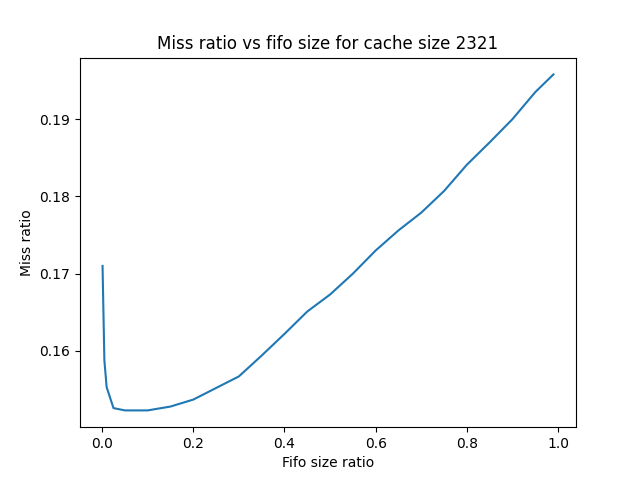 Miss ratio vs fifo size for cache size 2321
0.19
0.18
0.17
0.16
Miss ratio
0.0 0.2 0.4 0.6 0.8 1.0
Fifo size ratio